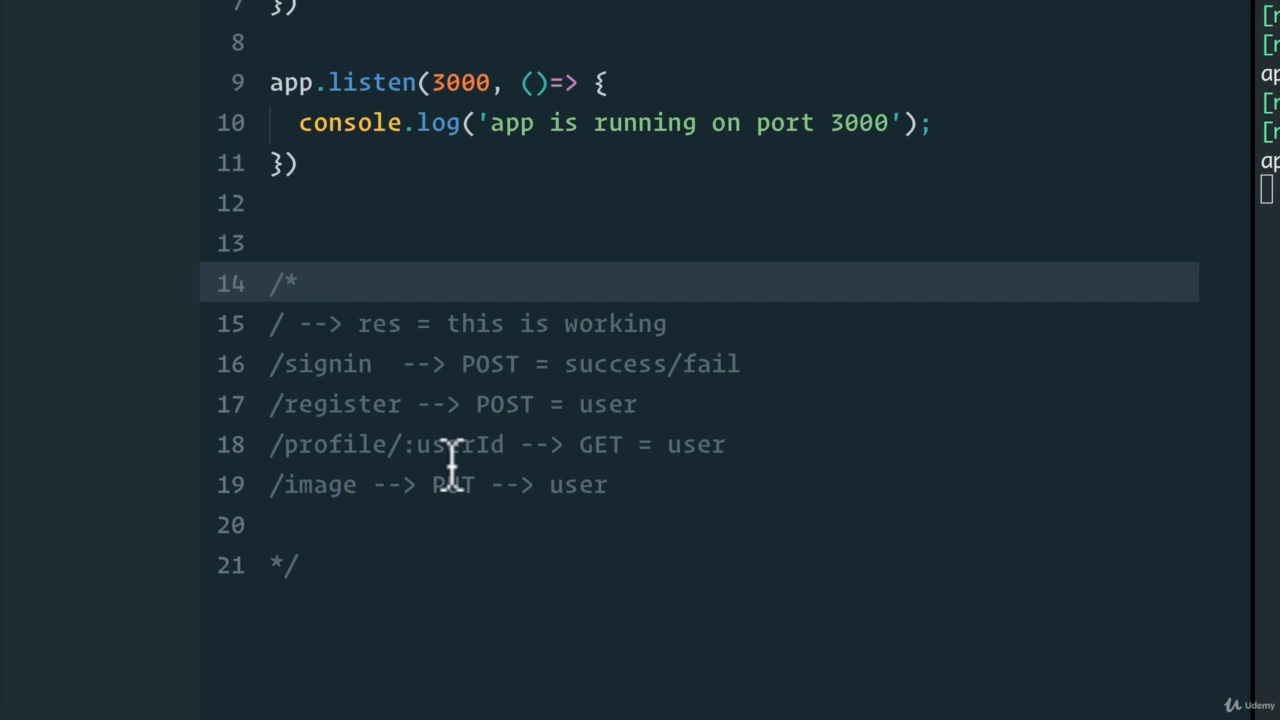 7 })
8
9 app.listen(3000, ()=> {
10 console.log('app is running on port 3000');
11 })
12
13
14 /*
15 / --> res = this is working
16 /signin  --> POST = success/fail
17 /register --> POST = user
18 /profile/:userId --> GET = user
19 /image --> PUT --> user
20
21 */
Udemy